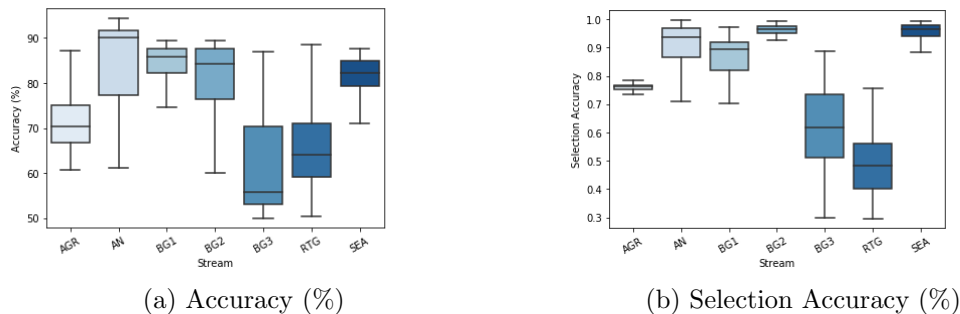 90
80
70
60
50
Accuracy (%)
AGR AN BG1 BG2 BG3 RTG SEA
Stream
(a) Accuracy (%)
1.0
0.9
0.8
0.7
0.6
0.5
0.4
0.3
Selection Accuracy
AGR AN BG1 BG2 BG3 RTG SEA
Stream
(b) Selection Accuracy (%)